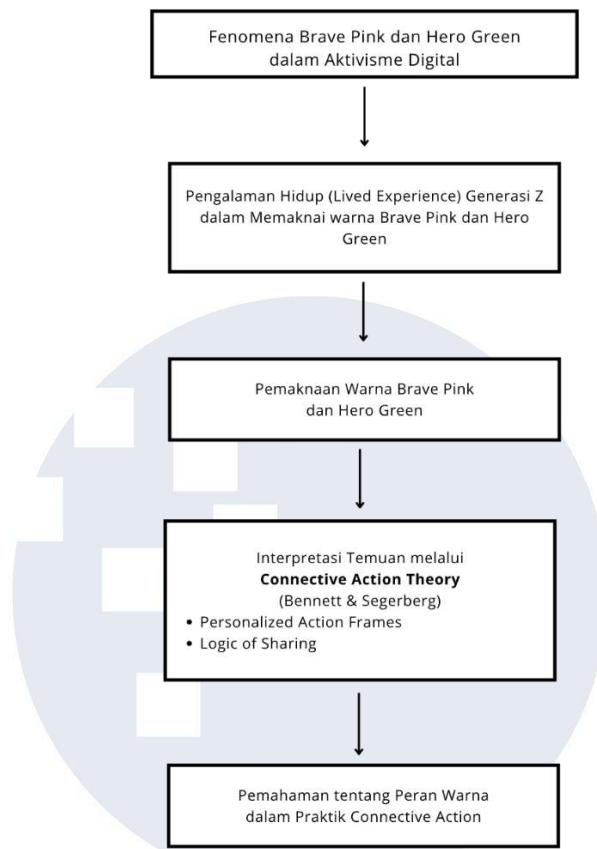 Fenomena Brave Pink dan Hero Green
dalam Aktivisme Digital
Pengalaman Hidup (Lived Experience) Generasi Z
dalam Memaknai warna Brave Pink dan Hero
Green
Pemaknaan Warna Brave Pink
dan Hero Green
Interpretasi Temuan melalui
Connective Action Theory
(Bennett & Segerberg)
• Personalized Action Frames
• Logic of Sharing
Pemahaman tentang Peran Warna
dalam Praktik Connective Action